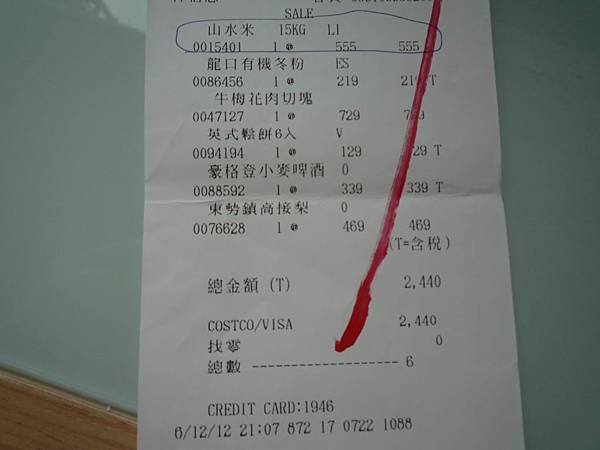 SALE
山水米 15KG L1
0015401 1 @ 555 555
龍口有機冬粉 ES
0086456 1 @ 219 219 T
牛梅花肉切塊
0047127 1 @ 729 729
英式鬆餅6入 V
0094194 1 @ 129 129 T
豪格登小麥啤酒 0
0088592 1 @ 339 339 T
東勢鎮高接梨 0
0076628 1 @ 469 469
(T=含稅)
總金額 (T) 2,440
COSTCO/VISA 2,440
找零 0
總數 ------------------- 6
CREDIT CARD:1946
6/12/12 21:07 872 17 0722 1088